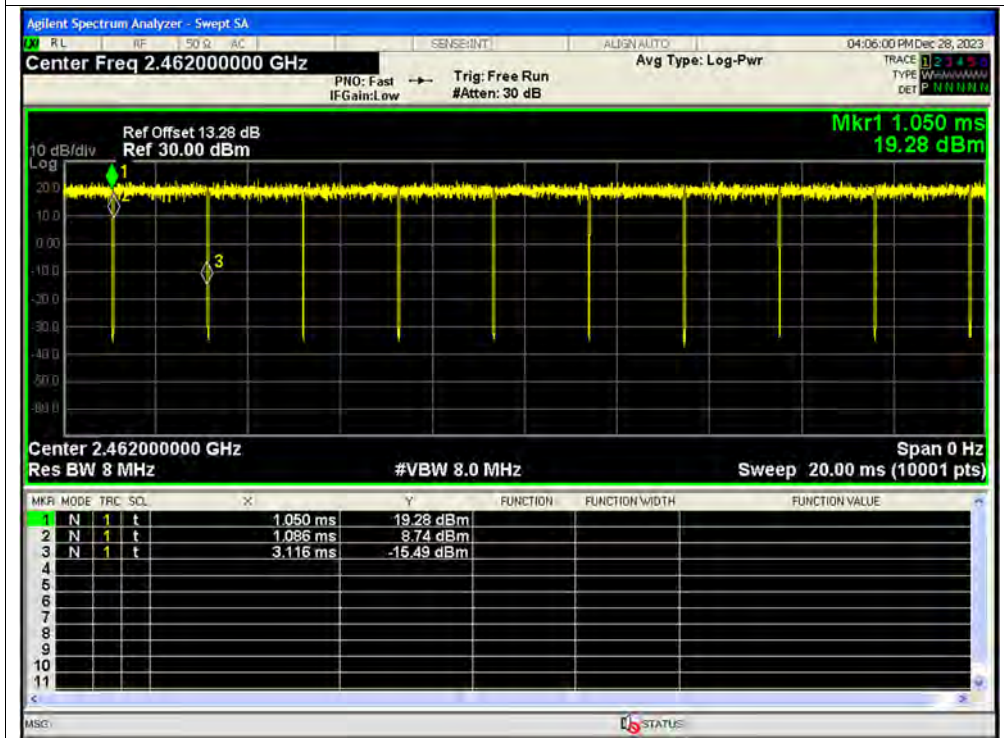 Agilent Spectrum Analyzer - Swept SA
RL RF 50 Ω AC SENSE:INT ALIGN AUTO 04:06:00 PM Dec 28, 2023
Center Freq 2.462000000 GHz Avg Type: Log-Pwr TRACE 1 2 3 4 5 6
PNO: Fast Trig: Free Run TYPE W
IFGain:Low #Atten: 30 dB DET P N N N N N
Mkr1 1.050 ms
Ref Offset 13.28 dB
10 dB/div Ref 30.00 dBm 19.28 dBm
Log
1
20.0
2
10.0
0.00
3
-10.0
-20.0
-30.0
-40.0
-50.0
-60.0
Center 2.462000000 GHz Span 0 Hz
Res BW 8 MHz #VBW 8.0 MHz Sweep 20.00 ms (10001 pts)
MKR MODE TRC SCL X Y FUNCTION FUNCTION WIDTH FUNCTION VALUE
1 N 1 t 1.050 ms 19.28 dBm
2 N 1 t 1.086 ms 8.74 dBm
3 N 1 t 3.116 ms -15.49 dBm
4
5
6
7
8
9
10
11
MSG STATUS